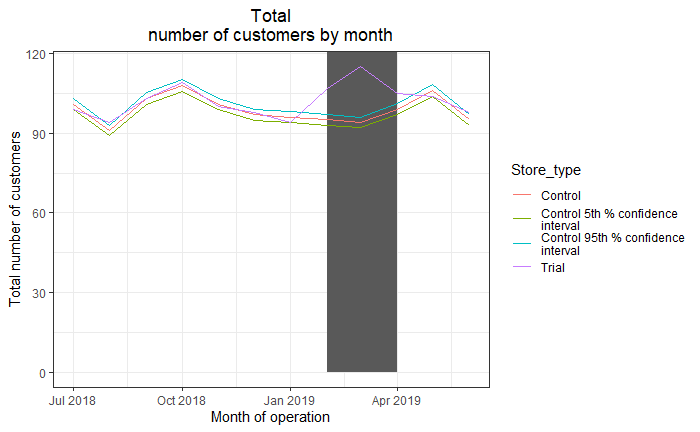 Total
number of customers by month
Total number of customers
120
90
60
30
0
Jul 2018
Oct 2018
Jan 2019
Apr 2019
Month of operation
Store_type
Control
Control 5th % confidence
interval
Control 95th % confidence
interval
Trial